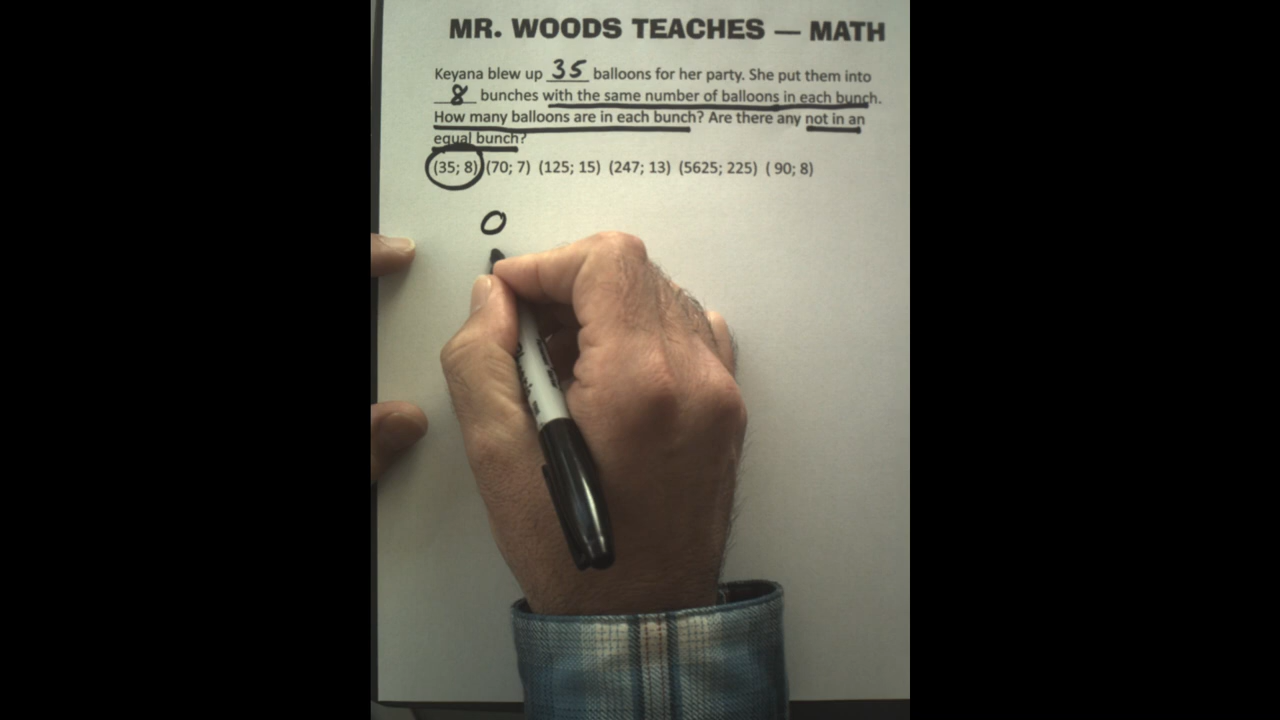 MR. WOODS TEACHES — MATH
Keyana blew up 35 balloons for her party. She put them into
8 bunches with the same number of balloons in each bunch.
How many balloons are in each bunch? Are there any not in an
equal bunch?
(35; 8) (70; 7) (125; 15) (247; 13) (5625; 225) ( 90; 8)